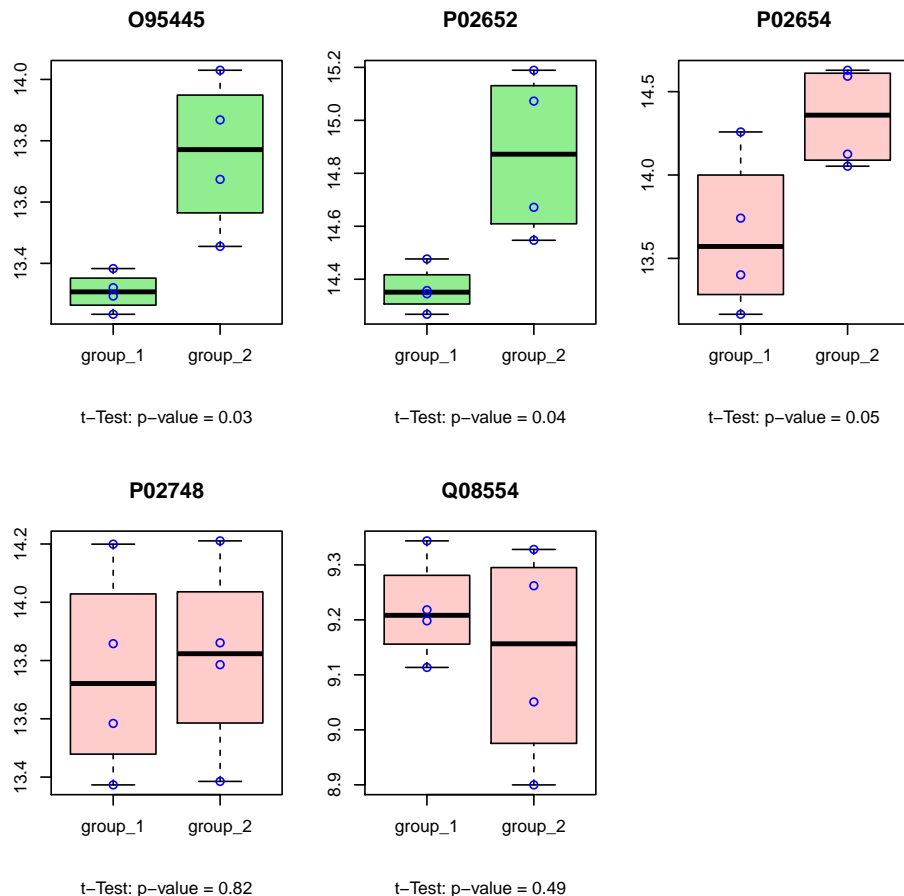 O95445
14.0
13.8
13.6
13.4
group_1 group_2
t-Test: p-value = 0.03
P02652
15.2
15.0
14.8
14.6
14.4
group_1 group_2
t-Test: p-value = 0.04
P02654
14.5
14.0
13.5
group_1 group_2
t-Test: p-value = 0.05
P02748
14.2
14.0
13.8
13.6
13.4
group_1 group_2
t-Test: p-value = 0.82
Q08554
9.3
9.2
9.1
9.0
8.9
group_1 group_2
t-Test: p-value = 0.49